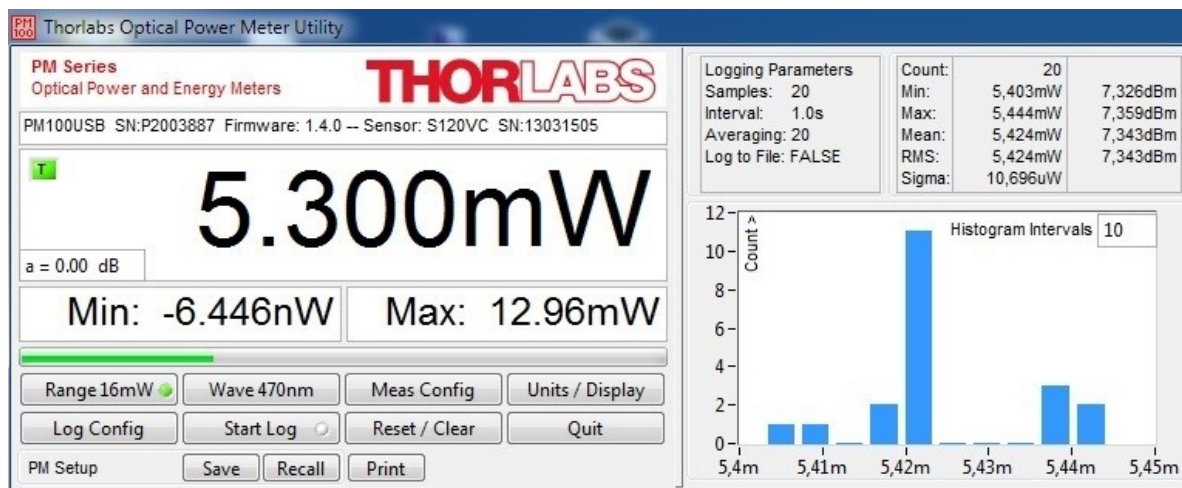 PM
100
Thorlabs Optical Power Meter Utility
PM Series
Optical Power and Energy Meters
THORLABS
PM100USB SN:P2003887 Firmware: 1.4.0 -- Sensor: S120VC SN:13031505
T
5.300mW
a = 0.00 dB
Min: -6.446nW Max: 12.96mW
Range 16mW Wave 470nm Meas Config Units / Display
Log Config Start Log Reset / Clear Quit
PM Setup Save Recall Print
Logging Parameters
Samples: 20
Interval: 1.0s
Averaging: 20
Log to File: FALSE
Count: 20
Min: 5,403mW 7,326dBm
Max: 5,444mW 7,359dBm
Mean: 5,424mW 7,343dBm
RMS: 5,424mW 7,343dBm
Sigma: 10,696uW
Histogram Intervals 10
Count >
12
10
8
6
4
2
0
5,4m 5,41m 5,42m 5,43m 5,44m 5,45m